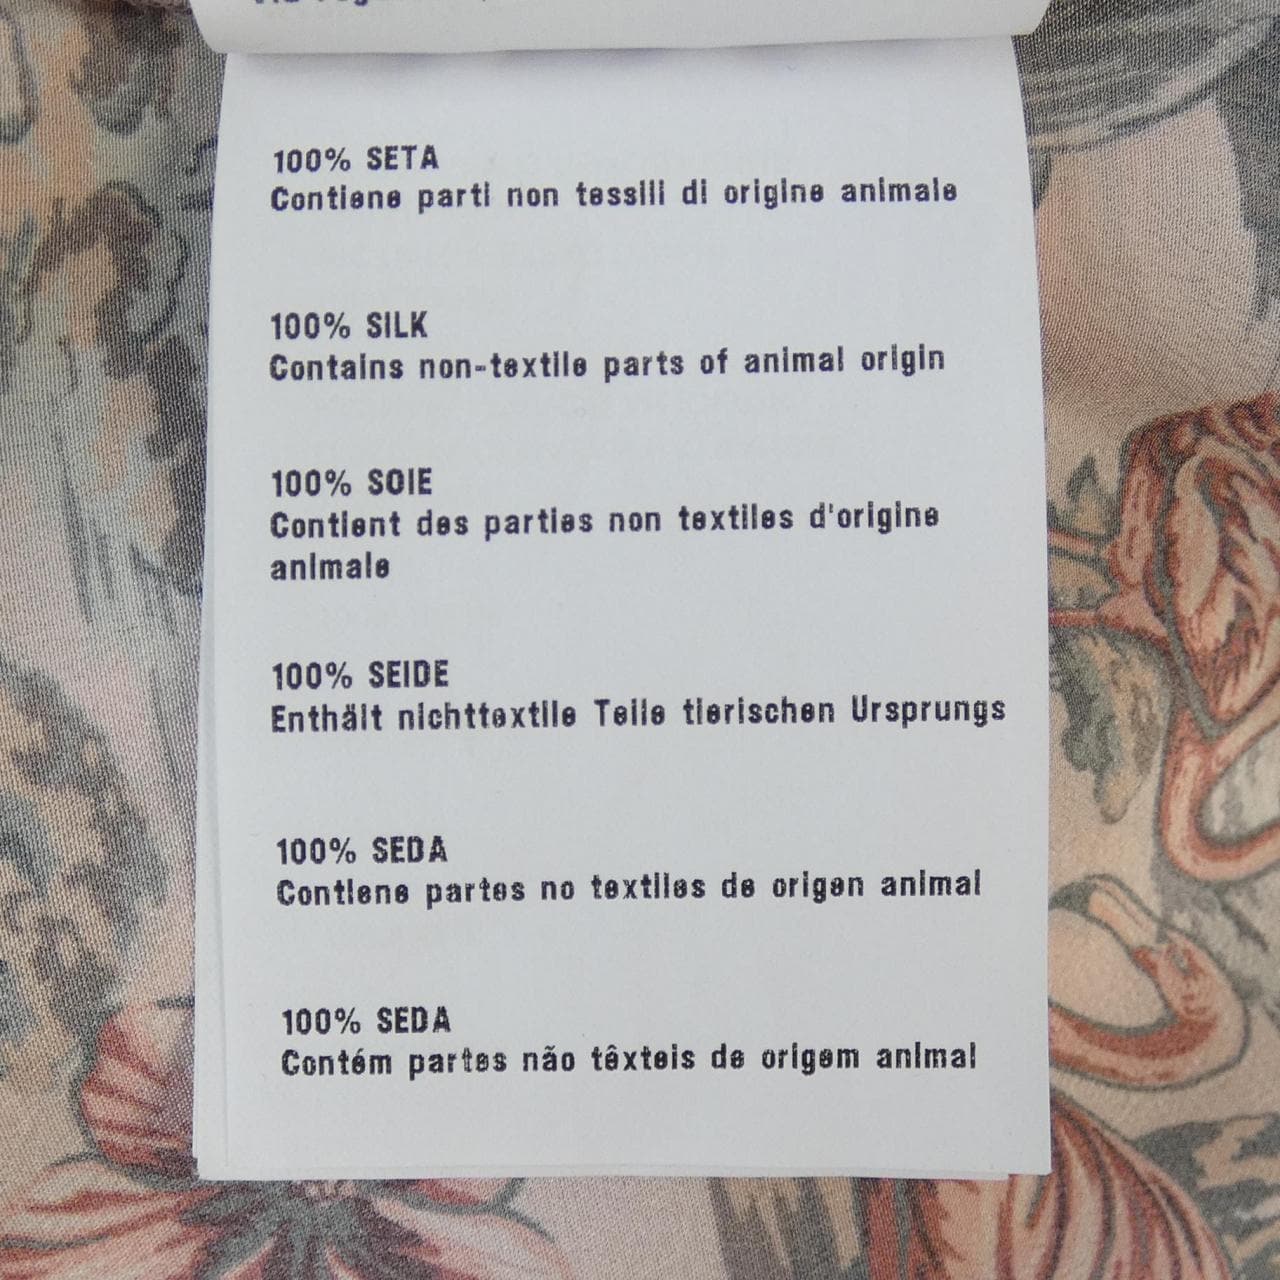 100% SETA
Contiene parti non tessili di origine animale
100% SILK
Contains non-textile parts of animal origin
100% SOIE
Contient des parties non textiles d'origine
animale
100% SEIDE
Enthält nichttextile Teile tierischen Ursprungs
100% SEDA
Contiene partes no textiles de origen animal
100% SEDA
Contém partes não têxteis de origem animal